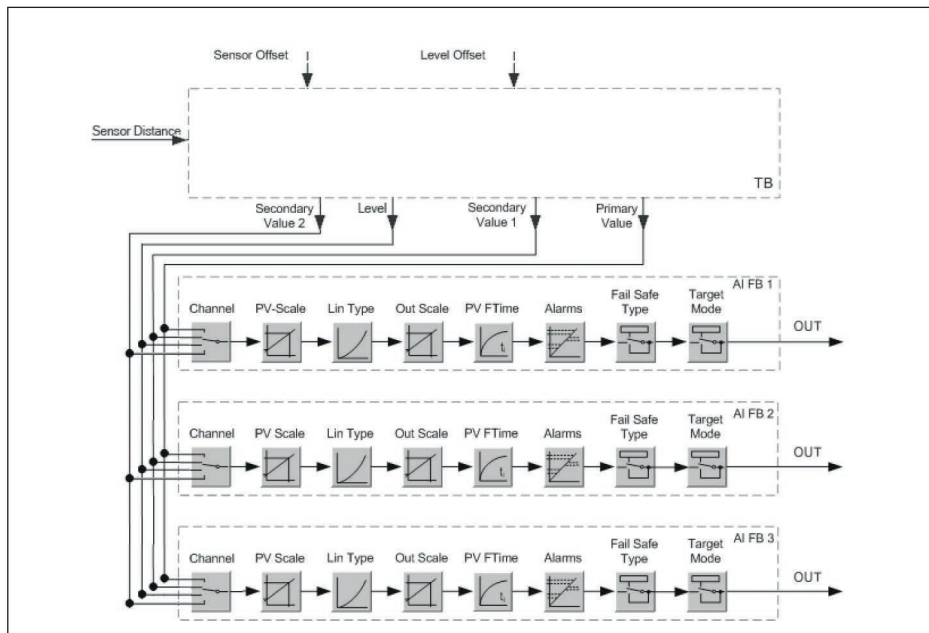 Sensor Offset
Level Offset
Sensor Distance
TB
Secondary
Value 2
Level
Secondary
Value 1
Primary
Value
AI FB 1
Channel
PV-Scale
Lin Type
Out Scale
PV FTime
Alarms
Fail Safe
Type
Target
Mode
OUT
t
AI FB 2
Channel
PV Scale
Lin Type
Out Scale
PV FTime
Alarms
Fail Safe
Type
Target
Mode
OUT
t
AI FB 3
Channel
PV Scale
Lin Type
Out Scale
PV FTime
Alarms
Fail Safe
Type
Target
Mode
OUT
t